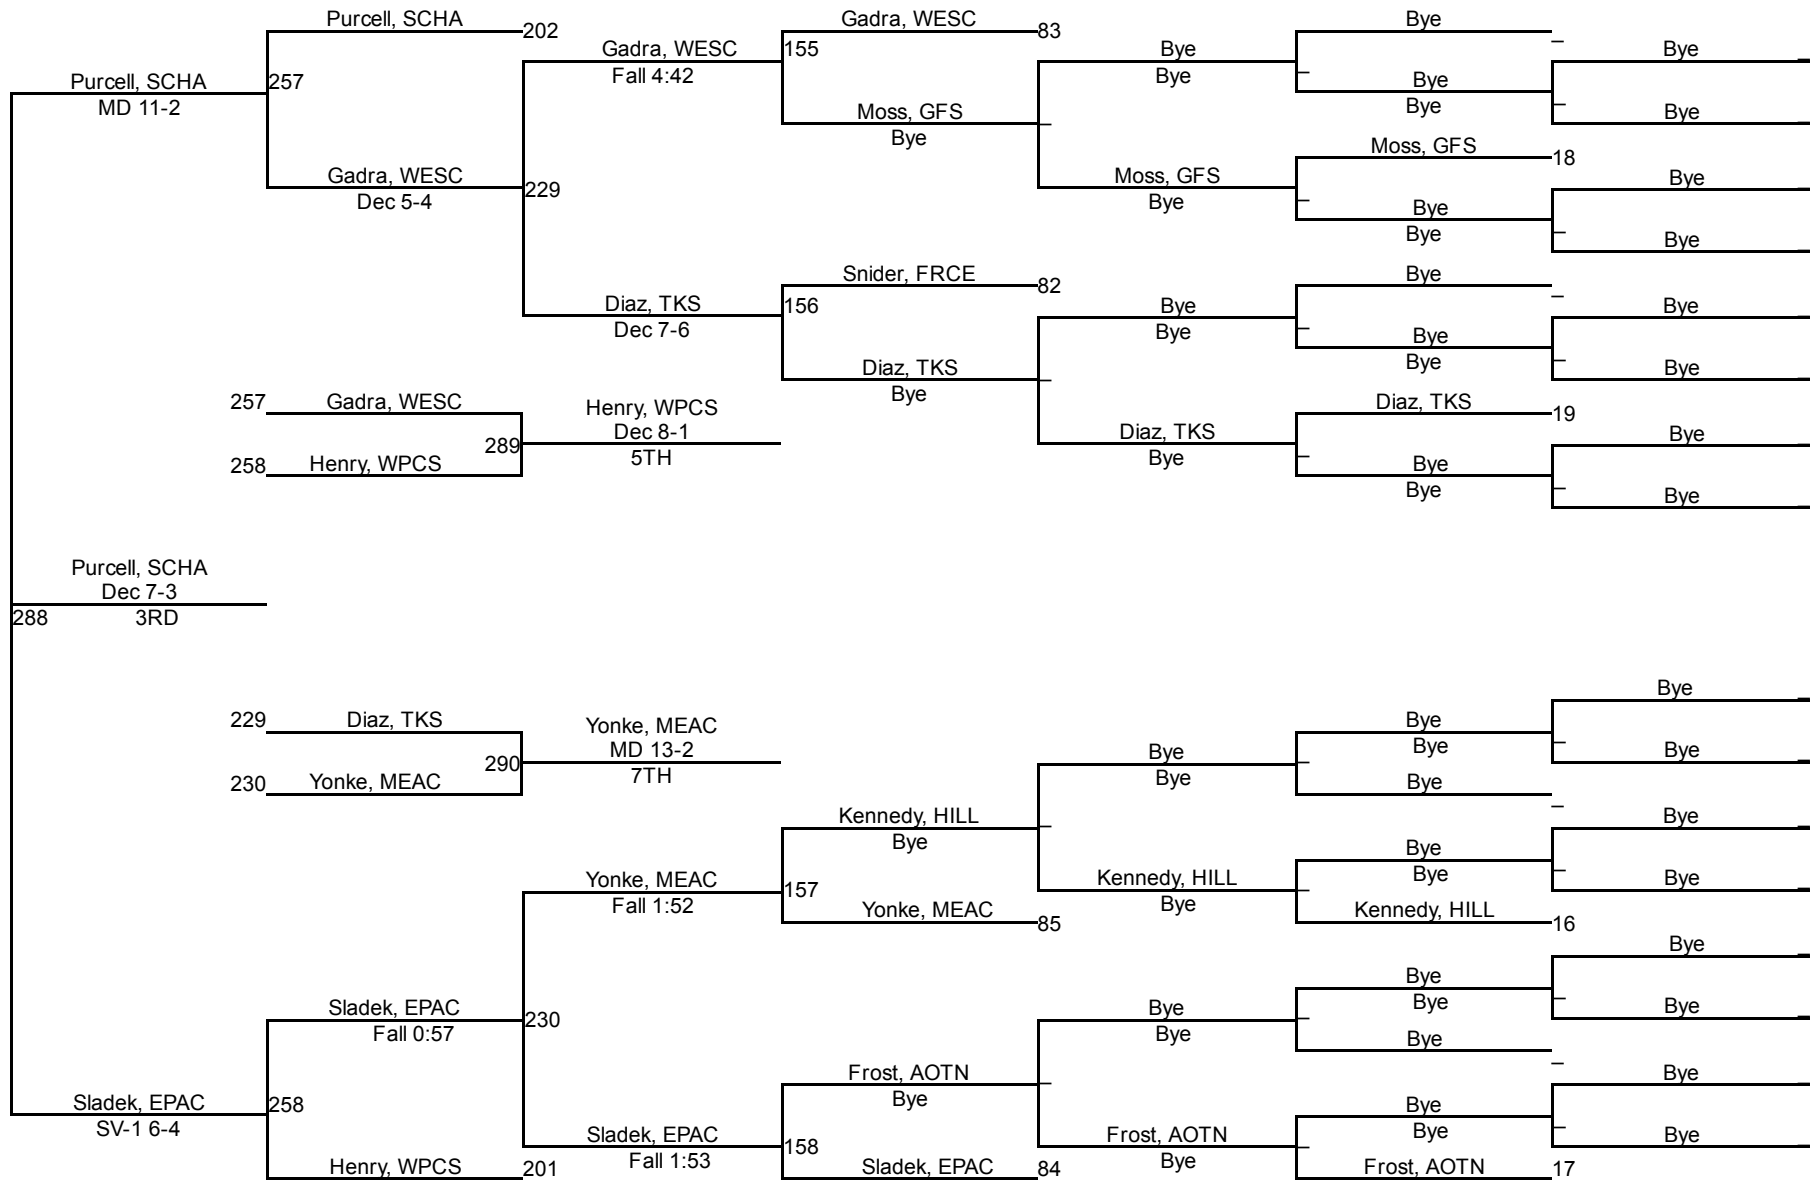 Purcell, SCHA
202
Gadra, WESC
83
Bye
Gadra, WESC
Fall 4:42
155
Bye
Bye
Bye
Purcell, SCHA
MD 11-2
257
Bye
Bye
Moss, GFS
Bye
Bye
Moss, GFS
18
Gadra, WESC
Dec 5-4
229
Moss, GFS
Bye
Bye
Bye
Bye
Bye
Snider, FRCE
82
Bye
Diaz, TKS
Dec 7-6
156
Bye
Bye
Bye
Bye
Bye
Diaz, TKS
Bye
Bye
257
Gadra, WESC
Henry, WPCS
Dec 8-1
5TH
Diaz, TKS
19
289
Diaz, TKS
Bye
Bye
258
Henry, WPCS
Bye
Bye
Bye
Purcell, SCHA
Dec 7-3
288
3RD
Bye
229
Diaz, TKS
Yonke, MEAC
MD 13-2
7TH
Bye
Bye
290
Bye
Bye
Bye
230
Yonke, MEAC
Bye
Kennedy, HILL
Bye
Bye
Bye
Bye
Yonke, MEAC
Fall 1:52
157
Kennedy, HILL
Bye
Bye
Yonke, MEAC
85
Kennedy, HILL
16
Bye
Bye
Bye
Sladek, EPAC
Fall 0:57
230
Bye
Bye
Bye
Bye
Frost, AOTN
Bye
Bye
Sladek, EPAC
SV-1 6-4
258
Bye
Bye
Sladek, EPAC
Fall 1:53
158
Frost, AOTN
Bye
Bye
Henry, WPCS
201
Sladek, EPAC
84
Frost, AOTN
17